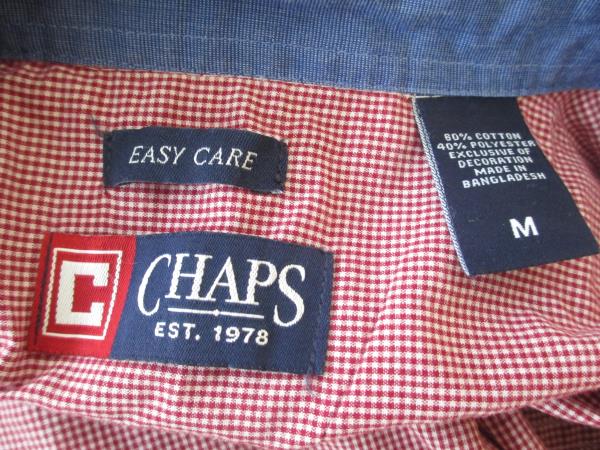 EASY CARE
C CHAPS
EST. 1978
60% COTTON
40% POLYESTER
EXCLUSIVE OF
DECORATION
MADE IN
BANGLADESH
M